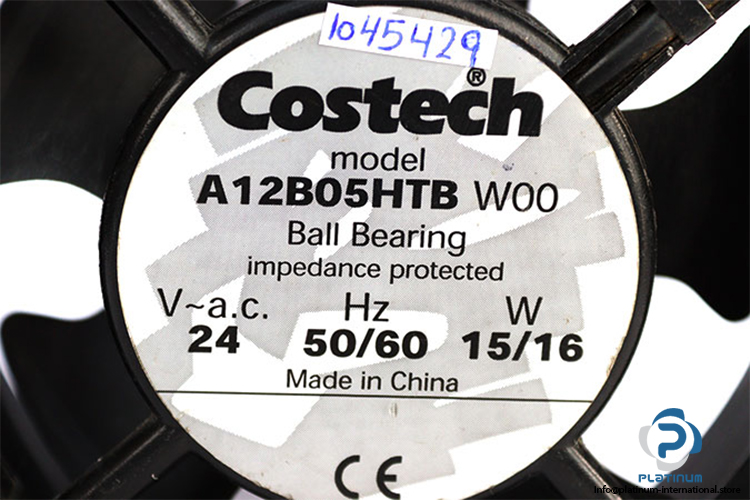 1045429
Costech®
model
A12B05HTB W00
Ball Bearing
impedance protected
V~a.c. Hz W
24 50/60 15/16
Made in China
CE
PLATINUM
info@platinum-international.store